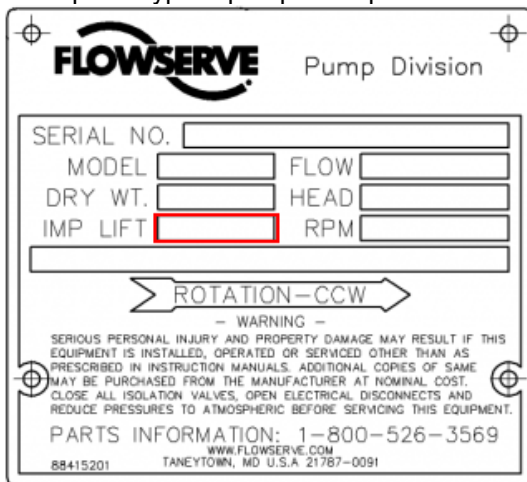 FLOWSERVE
Pump Division
SERIAL NO.
MODEL FLOW
DRY WT. HEAD
IMP LIFT RPM
ROTATION-CCW
- WARNING -
SERIOUS PERSONAL INJURY AND PROPERTY DAMAGE MAY RESULT IF THIS
EQUIPMENT IS INSTALLED, OPERATED OR SERVICED OTHER THAN AS
PRESCRIBED IN INSTRUCTION MANUALS. ADDITIONAL COPIES OF SAME
MAY BE PURCHASED FROM THE MANUFACTURER AT NOMINAL COST.
CLOSE ALL ISOLATION VALVES, OPEN ELECTRICAL DISCONNECTS AND
REDUCE PRESSURES TO ATMOSPHERIC BEFORE SERVICING THIS EQUIPMENT.
PARTS INFORMATION: 1-800-526-3569
WWW.FLOWSERVE.COM
88415201 TANEYTOWN, MD U.S.A 21787-0091